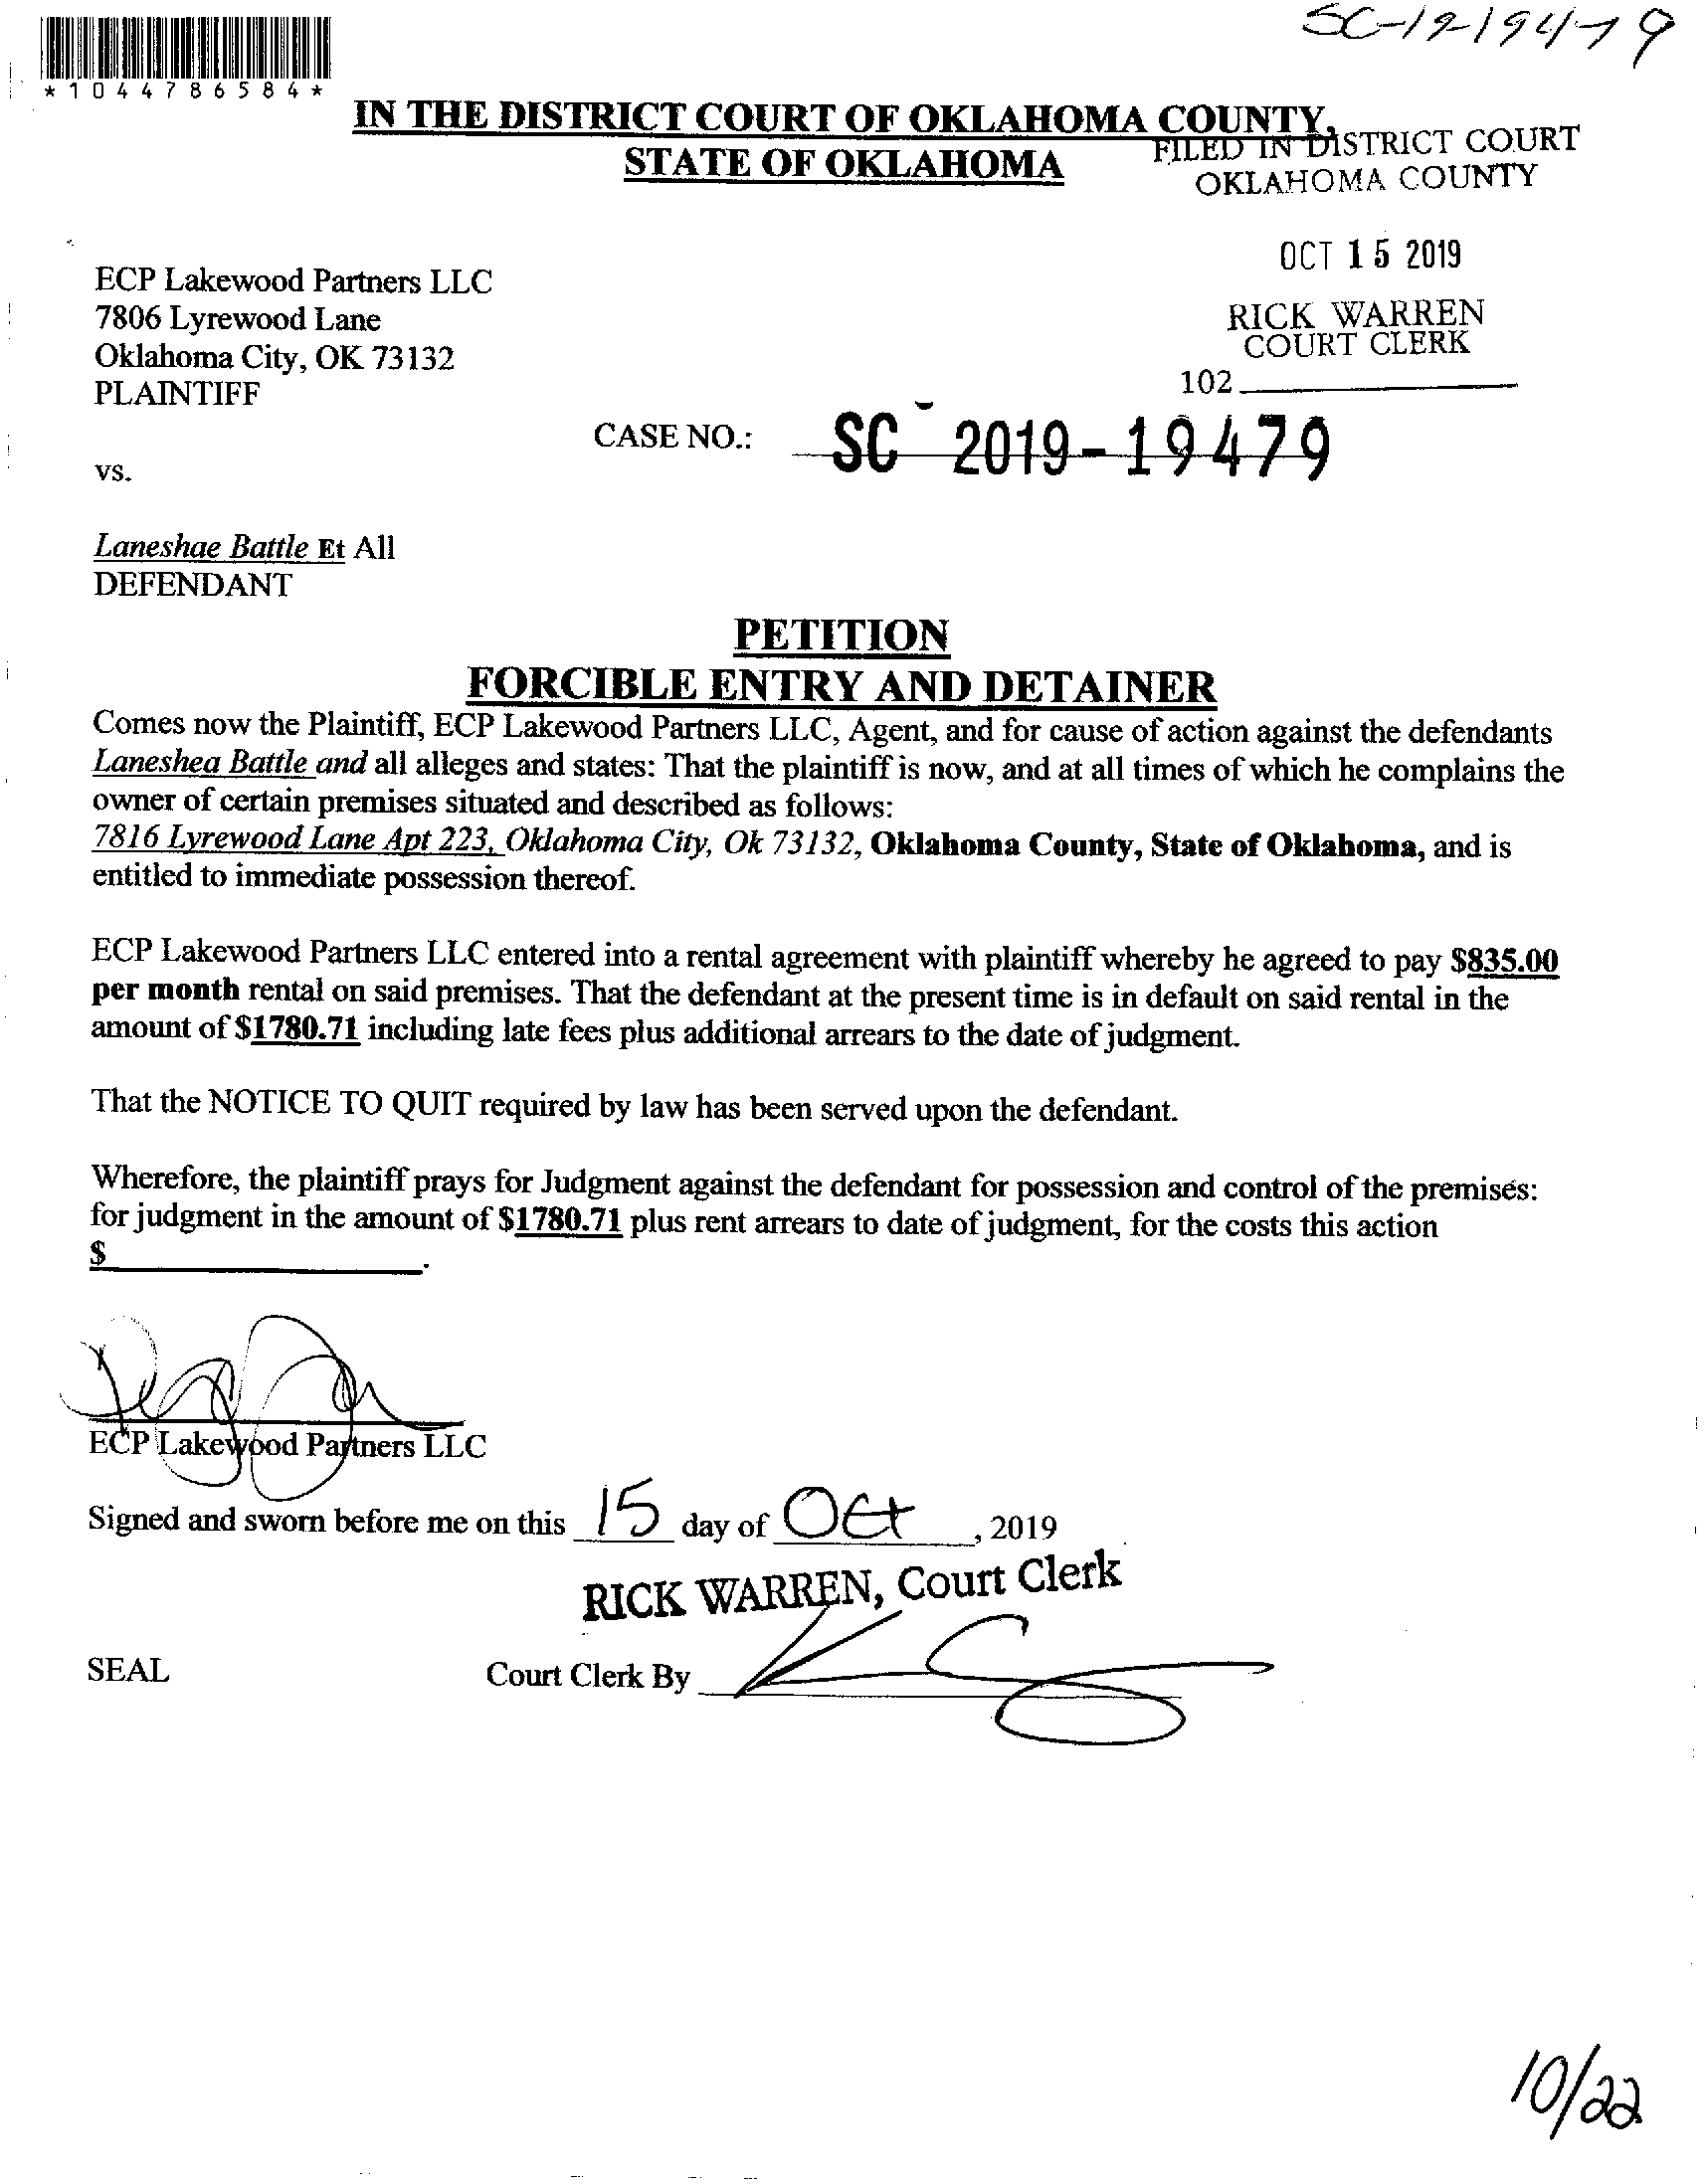 SC-19-19479
*1044786584*
IN THE DISTRICT COURT OF OKLAHOMA COUNTY,
STATE OF OKLAHOMA
FILED IN DISTRICT COURT
OKLAHOMA COUNTY
OCT 15 2019
RICK WARREN
COURT CLERK
102
ECP Lakewood Partners LLC
7806 Lyrewood Lane
Oklahoma City, OK 73132
PLAINTIFF
CASE NO.: SC 2019-19479
vs.
Laneshae Battle Et All
DEFENDANT
PETITION
FORCIBLE ENTRY AND DETAINER
Comes now the Plaintiff, ECP Lakewood Partners LLC, Agent, and for cause of action against the defendants
Laneshea Battle and all alleges and states: That the plaintiff is now, and at all times of which he complains the
owner of certain premises situated and described as follows:
7816 Lyrewood Lane Apt 223, Oklahoma City, Ok 73132, Oklahoma County, State of Oklahoma, and is
entitled to immediate possession thereof.
ECP Lakewood Partners LLC entered into a rental agreement with plaintiff whereby he agreed to pay $835.00
per month rental on said premises. That the defendant at the present time is in default on said rental in the
amount of $1780.71 including late fees plus additional arrears to the date of judgment.
That the NOTICE TO QUIT required by law has been served upon the defendant.
Wherefore, the plaintiff prays for Judgment against the defendant for possession and control of the premises:
for judgment in the amount of $1780.71 plus rent arrears to date of judgment, for the costs this action
$ .
ECP Lakewood Partners LLC
Signed and sworn before me on this 15 day of Oct, 2019
RICK WARREN, Court Clerk
SEAL
Court Clerk By
10/22